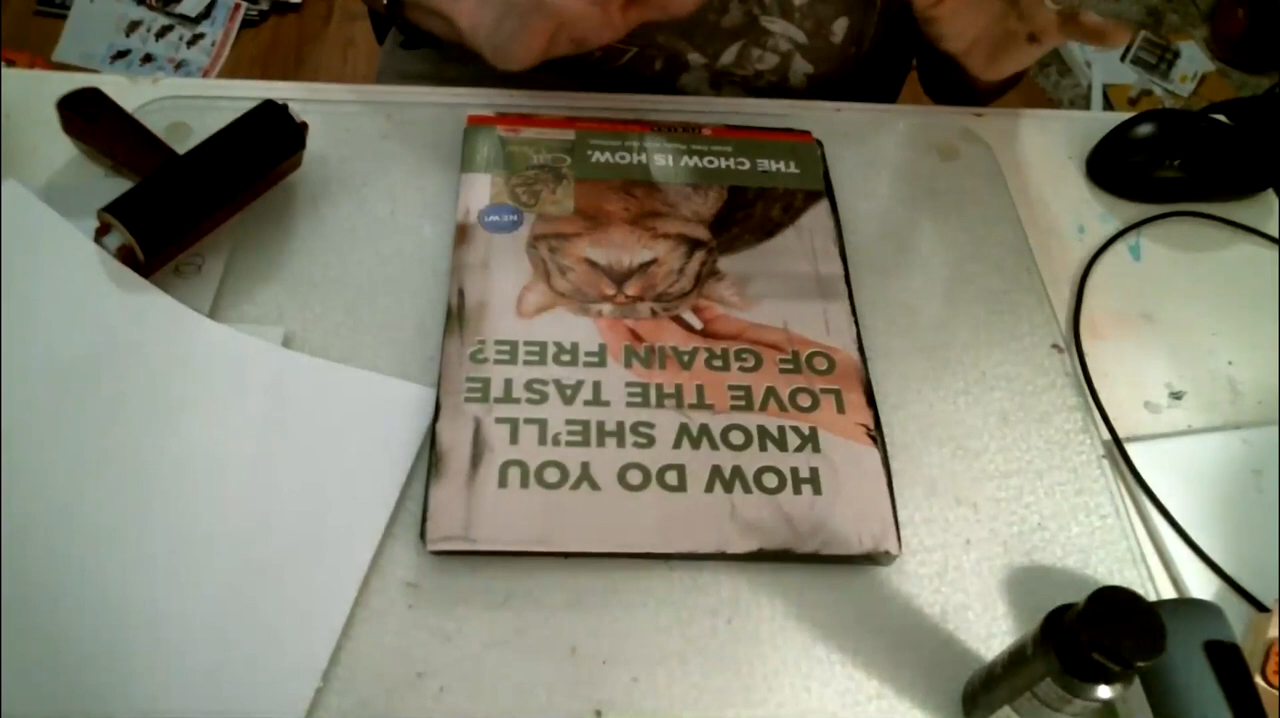 HOW DO YOU
KNOW SHE'LL
LOVE THE TASTE
OF GRAIN FREE?
NEW!
THE CHOW IS HOW.